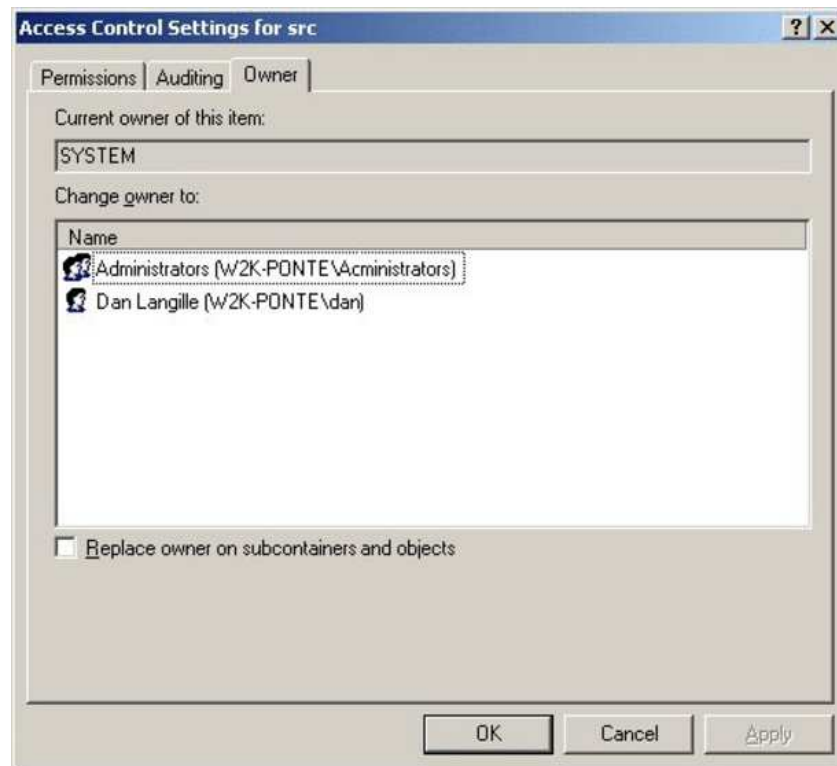 Access Control Settings for src
Permissions Auditing Owner
Current owner of this item:
SYSTEM
Change owner to:
Name
Administrators (W2K-PONTE\Acministrators)
Dan Langille (W2K-PONTE\dan)
Replace owner on subcontainers and objects
OK Cancel Apply